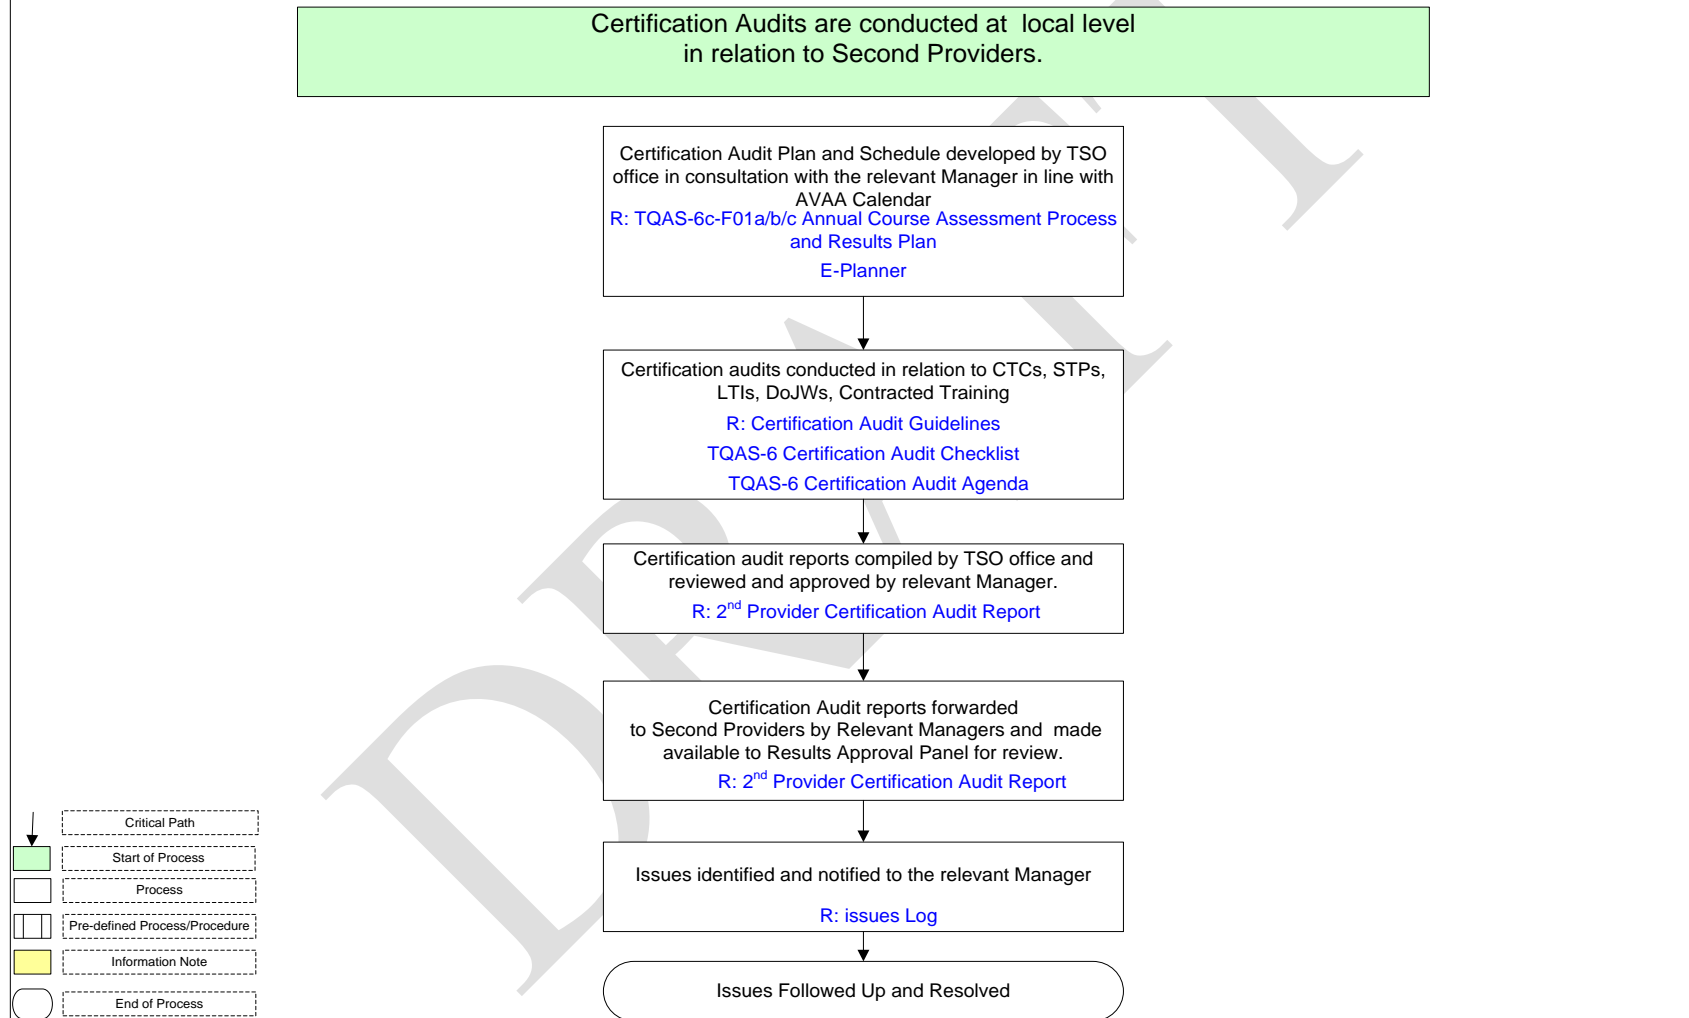 Certification Audits are conducted at local level
in relation to Second Providers.
Certification Audit Plan and Schedule developed by TSO
office in consultation with the relevant Manager in line with
AVAA Calendar
R: TQAS-6c-F01a/b/c Annual Course Assessment Process
and Results Plan
E-Planner
Certification audits conducted in relation to CTCs, STPs,
LTIs, DoJWs, Contracted Training
R: Certification Audit Guidelines
TQAS-6 Certification Audit Checklist
TQAS-6 Certification Audit Agenda
Certification audit reports compiled by TSO office and
reviewed and approved by relevant Manager.
R: 2nd Provider Certification Audit Report
Certification Audit reports forwarded
to Second Providers by Relevant Managers and made
available to Results Approval Panel for review.
R: 2nd Provider Certification Audit Report
Issues identified and notified to the relevant Manager
R: issues Log
Issues Followed Up and Resolved
Critical Path
Start of Process
Process
Pre-defined Process/Procedure
Information Note
End of Process
DRAFT